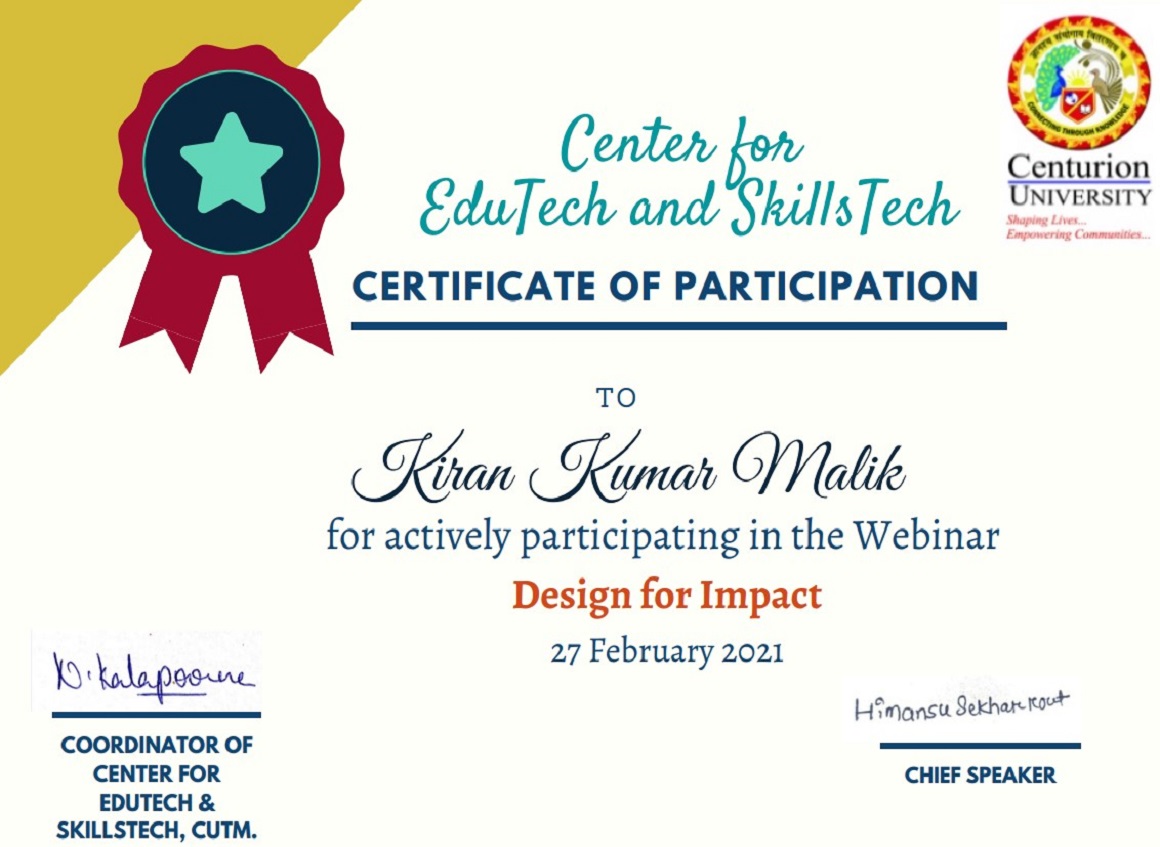 ज्ञानस्य संयोगाय वितरणाय च
CONNECTING THROUGH KNOWLEDGE
Centurion
UNIVERSITY
Shaping Lives...
Empowering Communities...
Center for
EduTech and SkillsTech
CERTIFICATE OF PARTICIPATION
TO
Kiran Kumar Malik
for actively participating in the Webinar
Design for Impact
27 February 2021
Himansu Sekhar Rout
CHIEF SPEAKER
COORDINATOR OF
CENTER FOR
EDUTECH &
SKILLSTECH, CUTM.